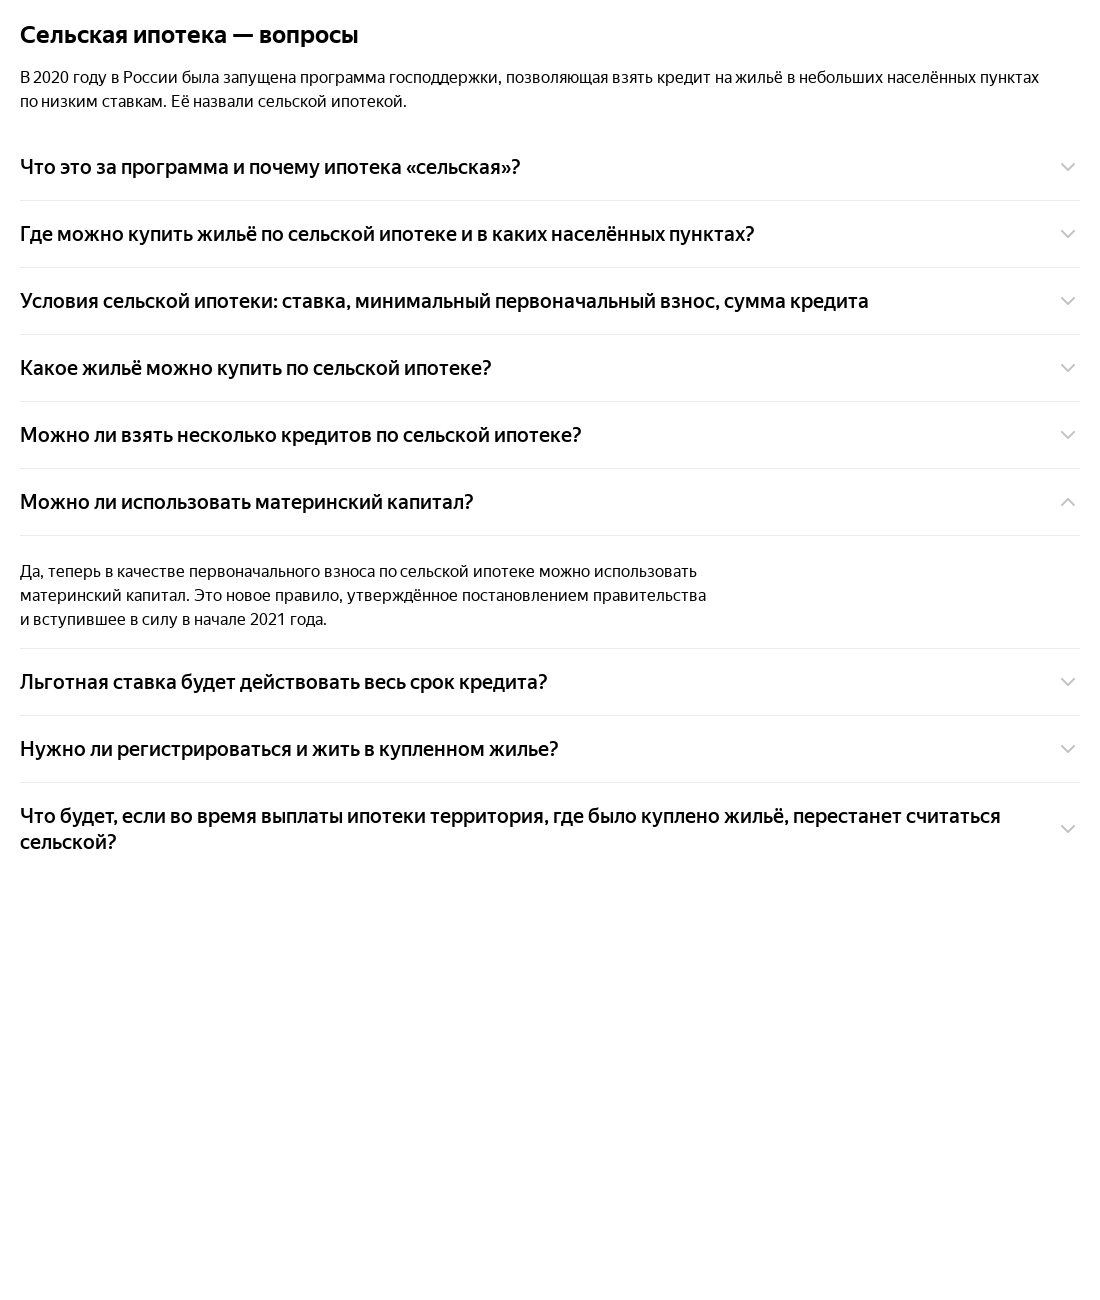 Сельская ипотека — вопросы
В 2020 году в России была запущена программа господдержки, позволяющая взять кредит на жильё в небольших населённых пунктах
по низким ставкам. Её назвали сельской ипотекой.
Что это за программа и почему ипотека «сельская»?
Где можно купить жильё по сельской ипотеке и в каких населённых пунктах?
Условия сельской ипотеки: ставка, минимальный первоначальный взнос, сумма кредита
Какое жильё можно купить по сельской ипотеке?
Можно ли взять несколько кредитов по сельской ипотеке?
Можно ли использовать материнский капитал?
Да, теперь в качестве первоначального взноса по сельской ипотеке можно использовать
материнский капитал. Это новое правило, утверждённое постановлением правительства
и вступившее в силу в начале 2021 года.
Льготная ставка будет действовать весь срок кредита?
Нужно ли регистрироваться и жить в купленном жилье?
Что будет, если во время выплаты ипотеки территория, где было куплено жильё, перестанет считаться
сельской?